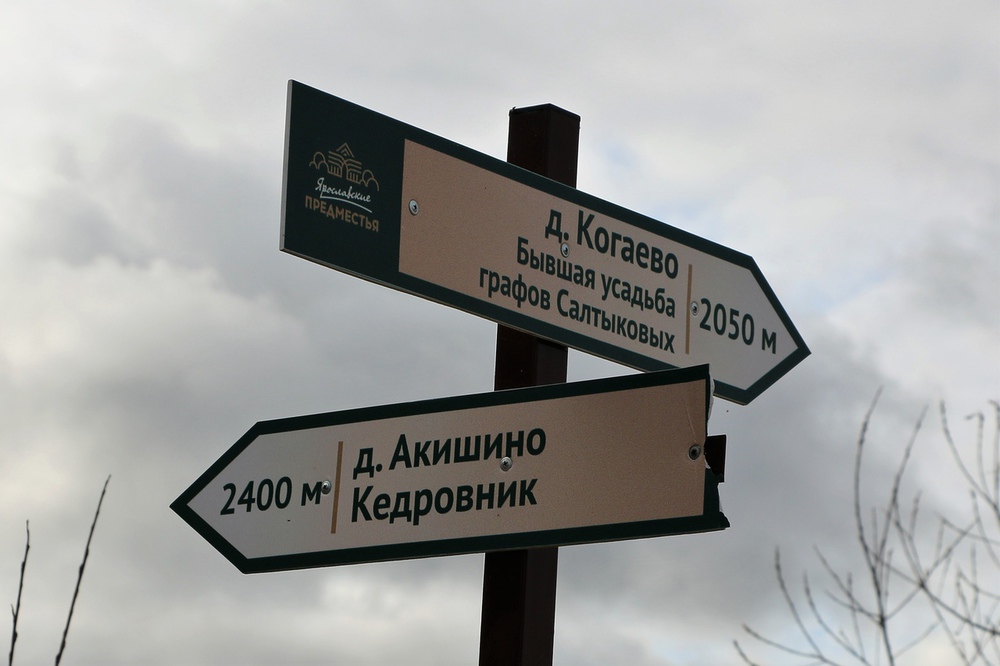 Ярославские
ПРЕДМЕСТЬЯ
д. Когаево
Бывшая усадьба
графов Салтыковых
2050 м
2400 м
д. Акишино
Кедровник